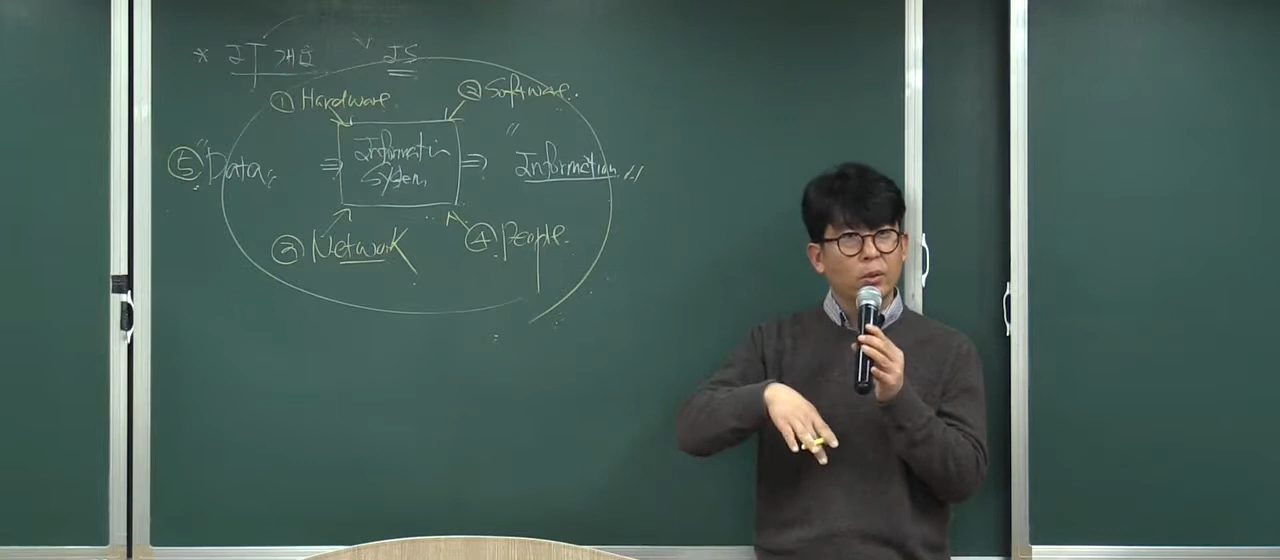 * IT 개요 IS
① Hardware ② Software.
⑤ "Data" ⇒ Information System ⇒ "Information"
③ Network ④ People.